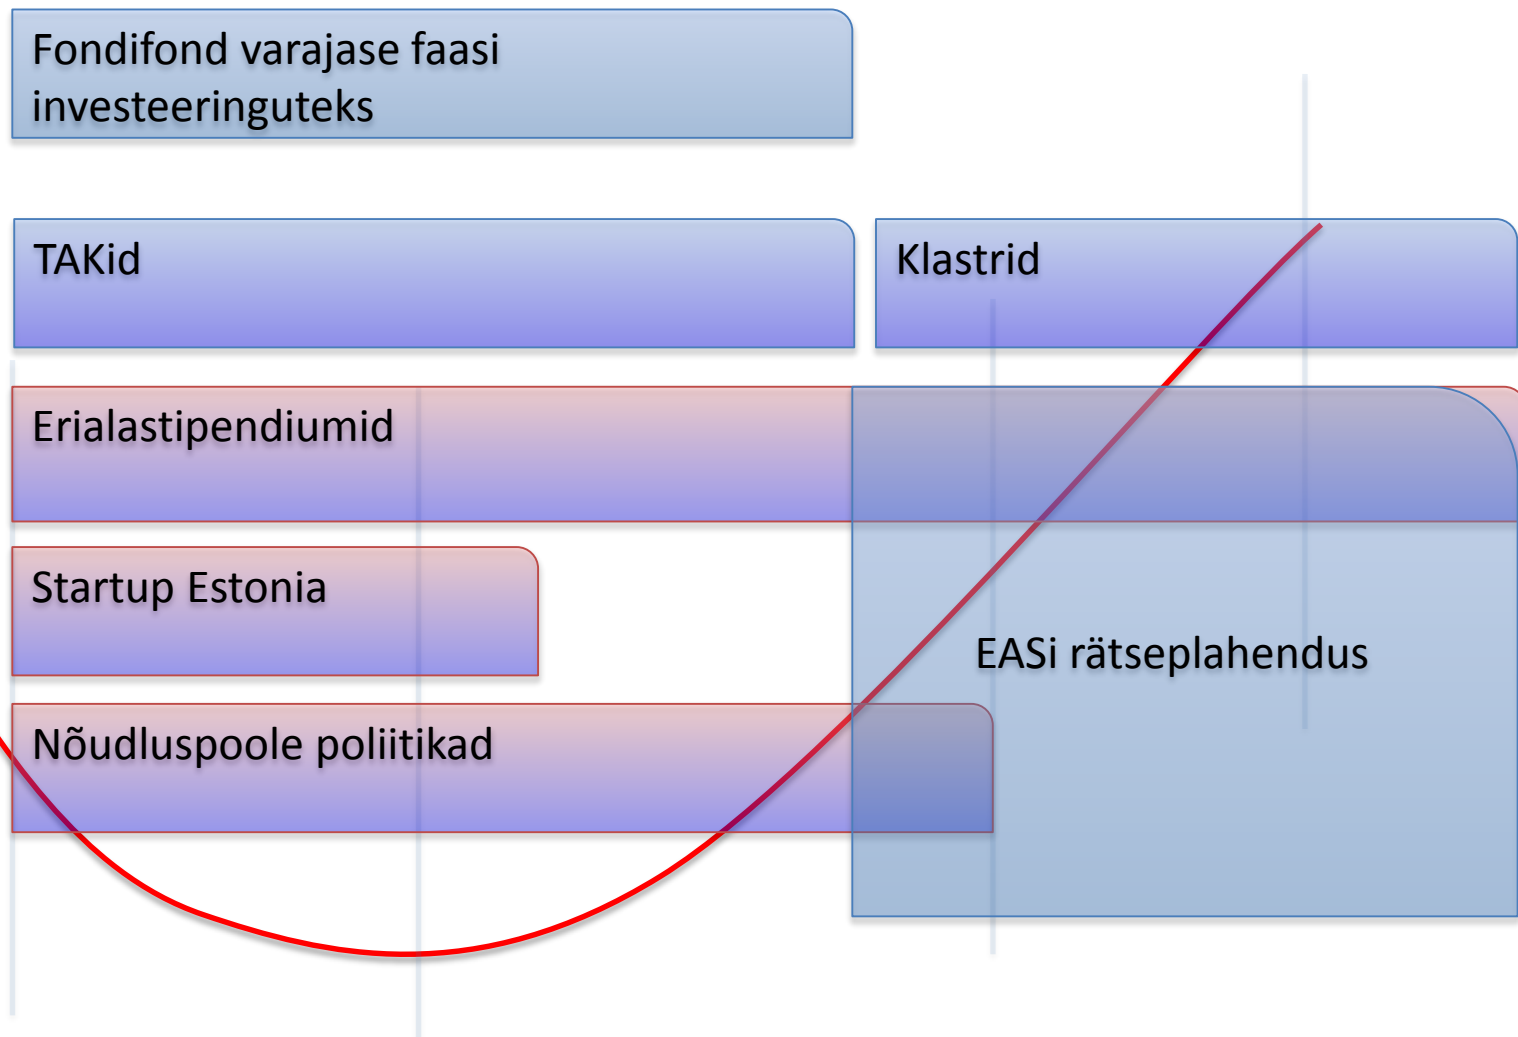 Fondifond varajase faasi
investeeringuteks
TAKid
Klastrid
Erialastipendiumid
Startup Estonia
EASi rätseplahendus
Nõudluspoole poliitikad